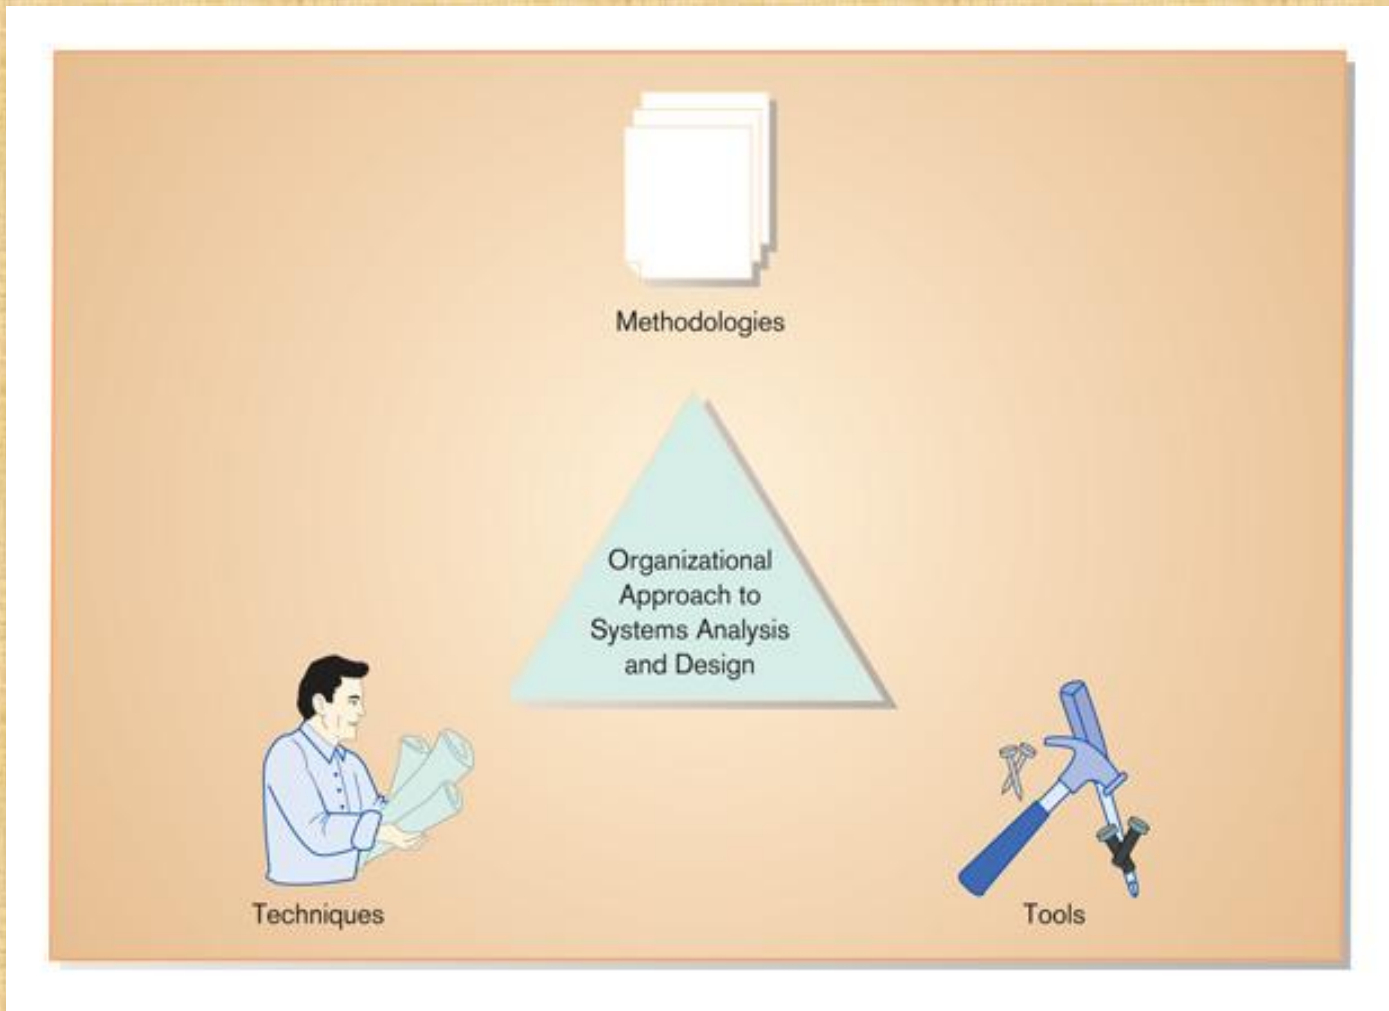 Methodologies
Organizational
Approach to
Systems Analysis
and Design
Techniques
Tools